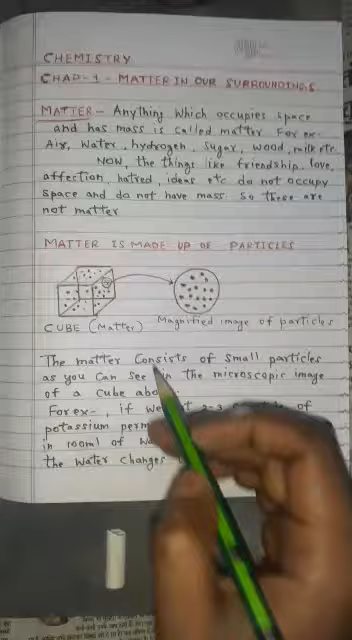 CHEMISTRY
CHAP-1 - MATTER IN OUR SURROUNDINGS
MATTER - Anything which occupies space
and has mass is called matter For ex-
Air, Water, hydrogen, Sugar, wood, milk etc.
NOW, the things like friendship, love,
affection, hatred, ideas etc do not occupy
space and do not have mass. So these are
not matter
MATTER IS MADE UP OF PARTICLES
CUBE (Matter) Magnified image of particles
The matter Consists of small particles
as you can see in the microscopic image
of a cube
For ex-, if 2-3 of
potassium
in 100ml of
the water changes